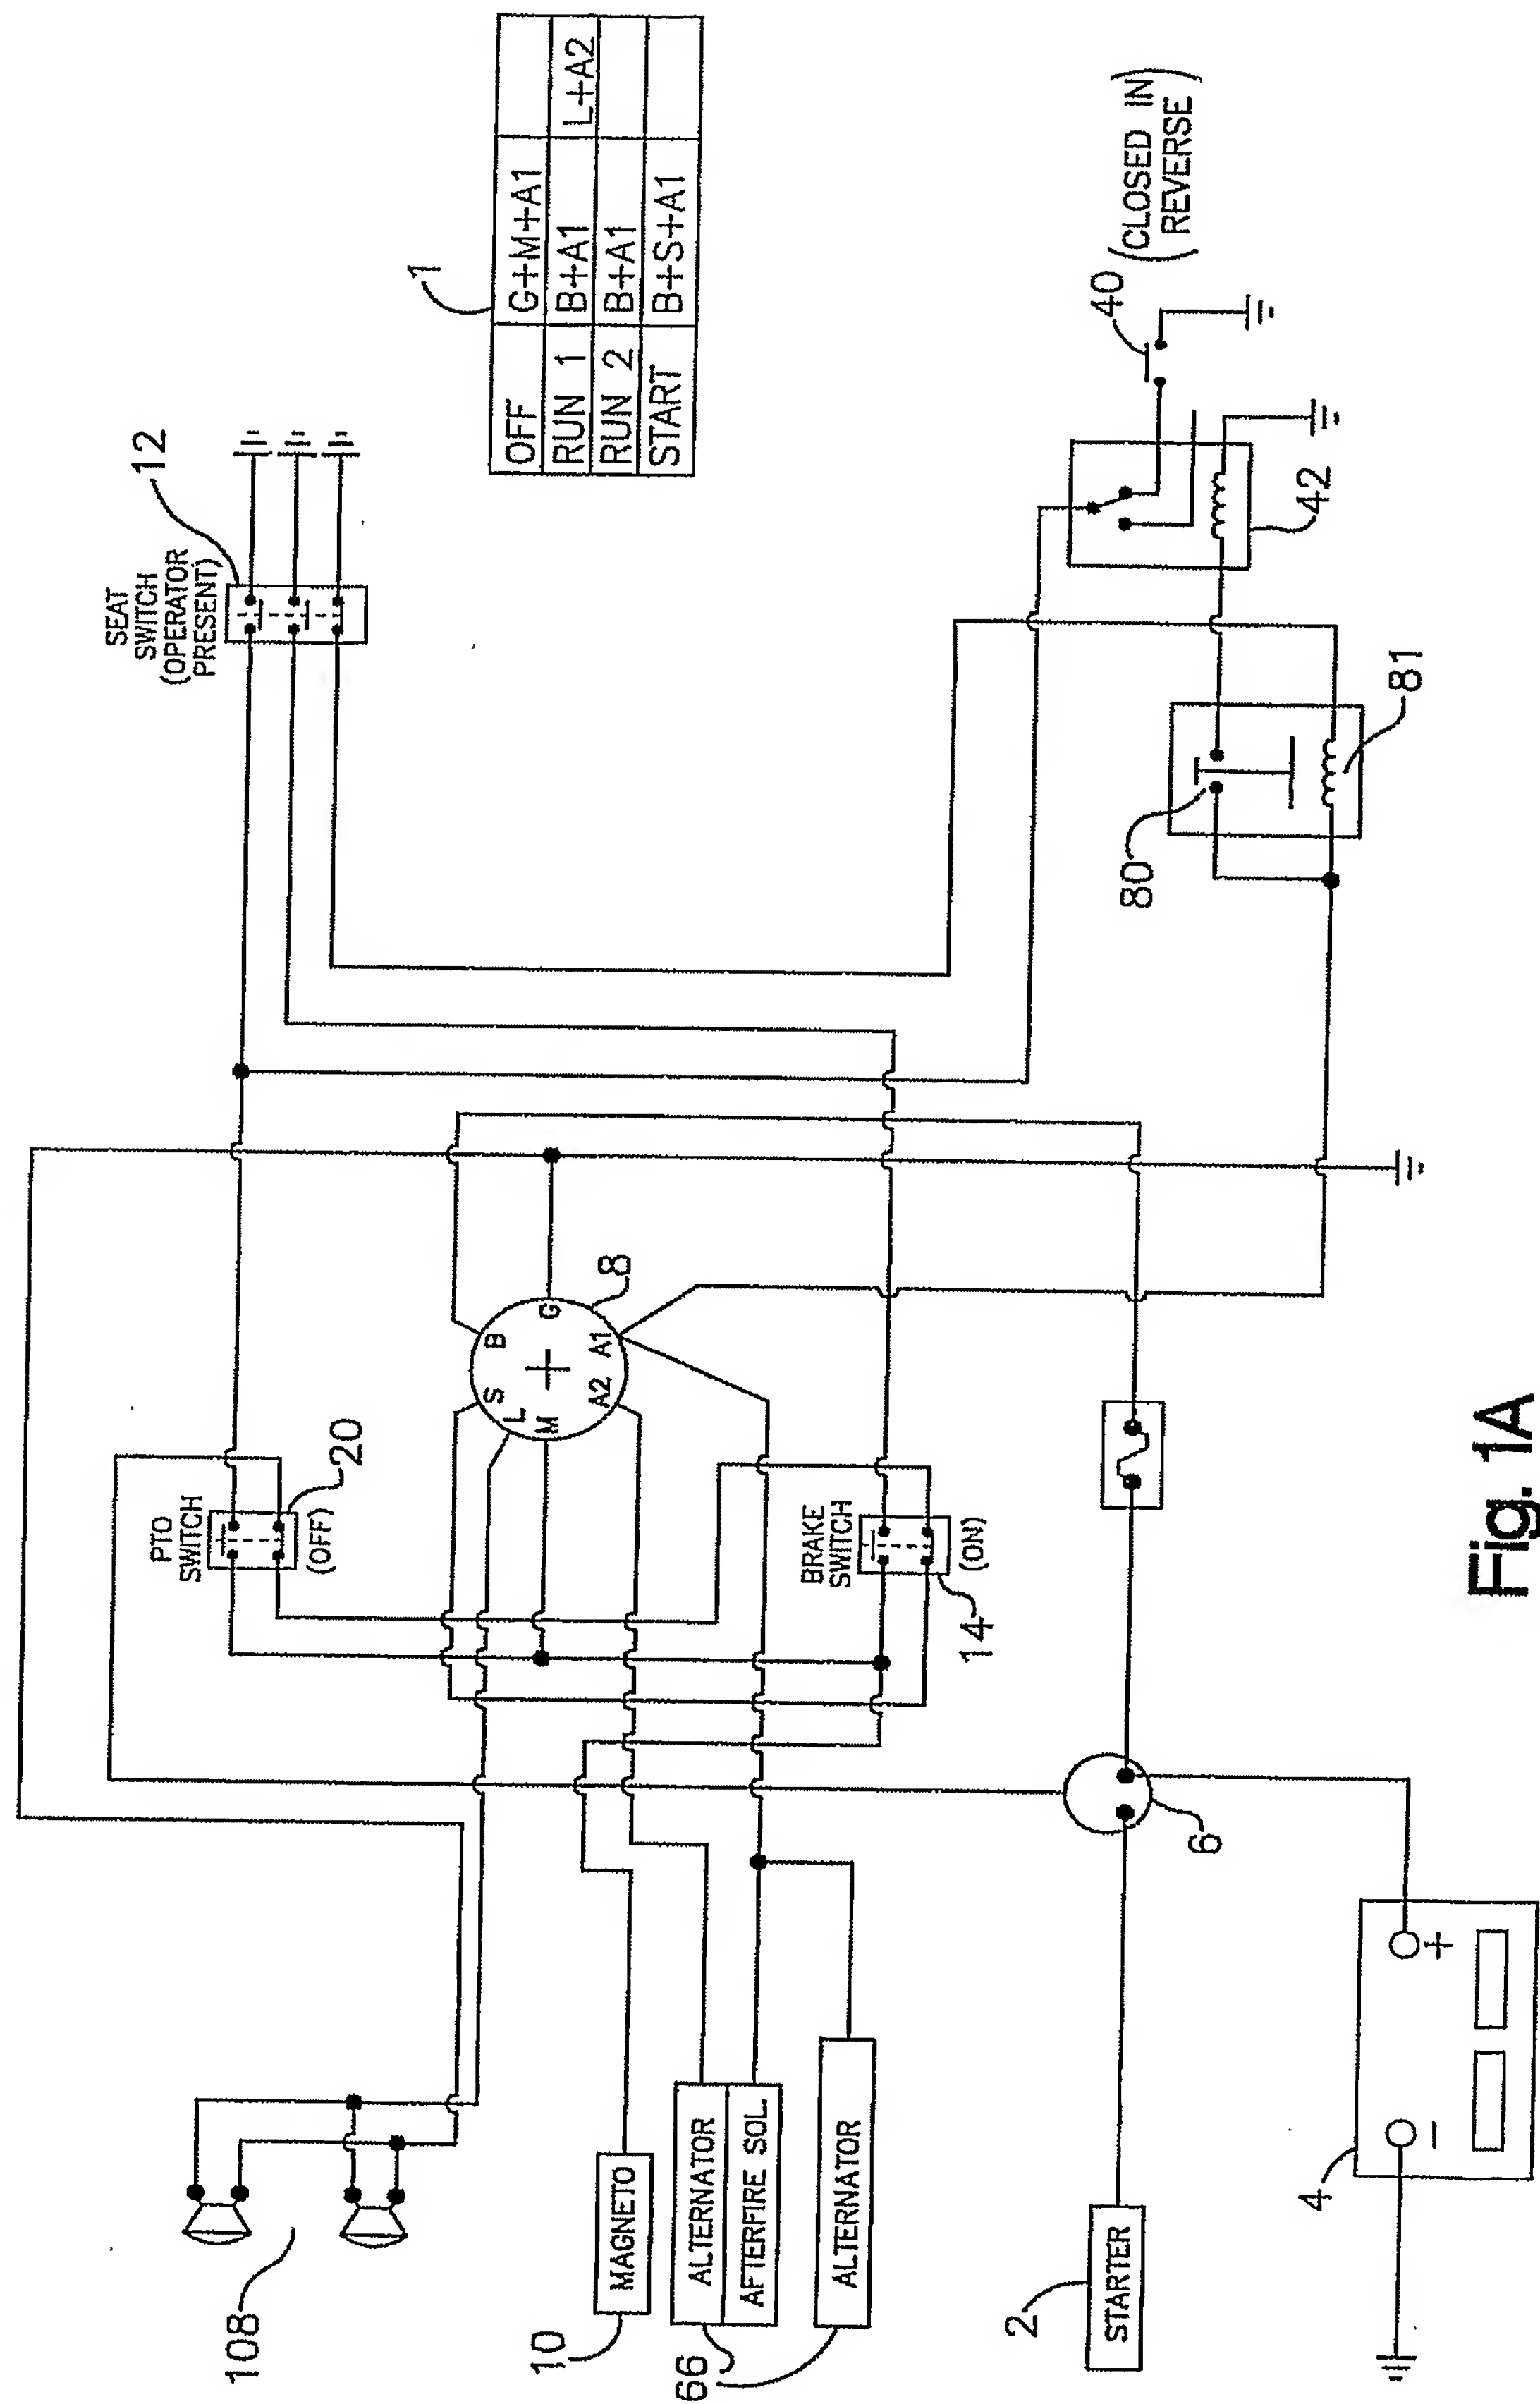 108
10
MAGNETO
66
ALTERNATOR
AFTERFIRE SOL.
ALTERNATOR
2
STARTER
4
−
+
6
PTO
SWITCH
20
(OFF)
BRAKE
SWITCH
14
(ON)
S
B
L
M
G
A2
A1
8
SEAT
SWITCH
(OPERATOR
PRESENT)
12
1
OFF G+M+A1
RUN 1 B+A1 L+A2
RUN 2 B+A1
START B+S+A1
80
81
42
40
(CLOSED IN
REVERSE)
Fig. 1A